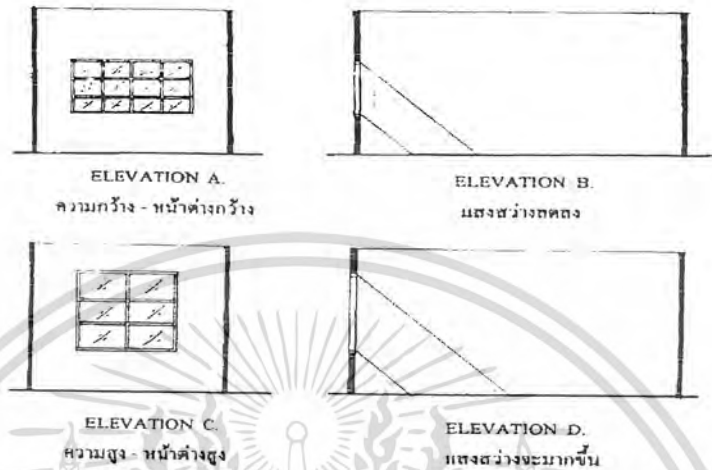 ELEVATION A.
ความกว้าง - หน้าต่างกว้าง
ELEVATION B.
แสงสว่างลดลง
ELEVATION C.
ความสูง - หน้าต่างสูง
ELEVATION D.
แสงสว่างจะมากขึ้น